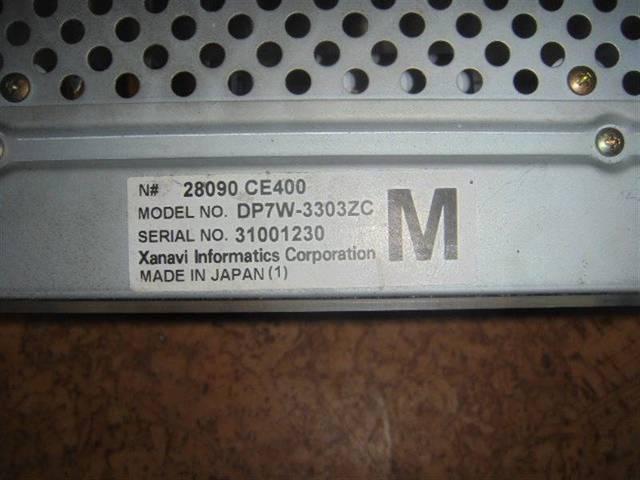 N# 28090 CE400
MODEL NO. DP7W-3303ZC
SERIAL NO. 31001230
Xanavi Informatics Corporation
MADE IN JAPAN (1)
M